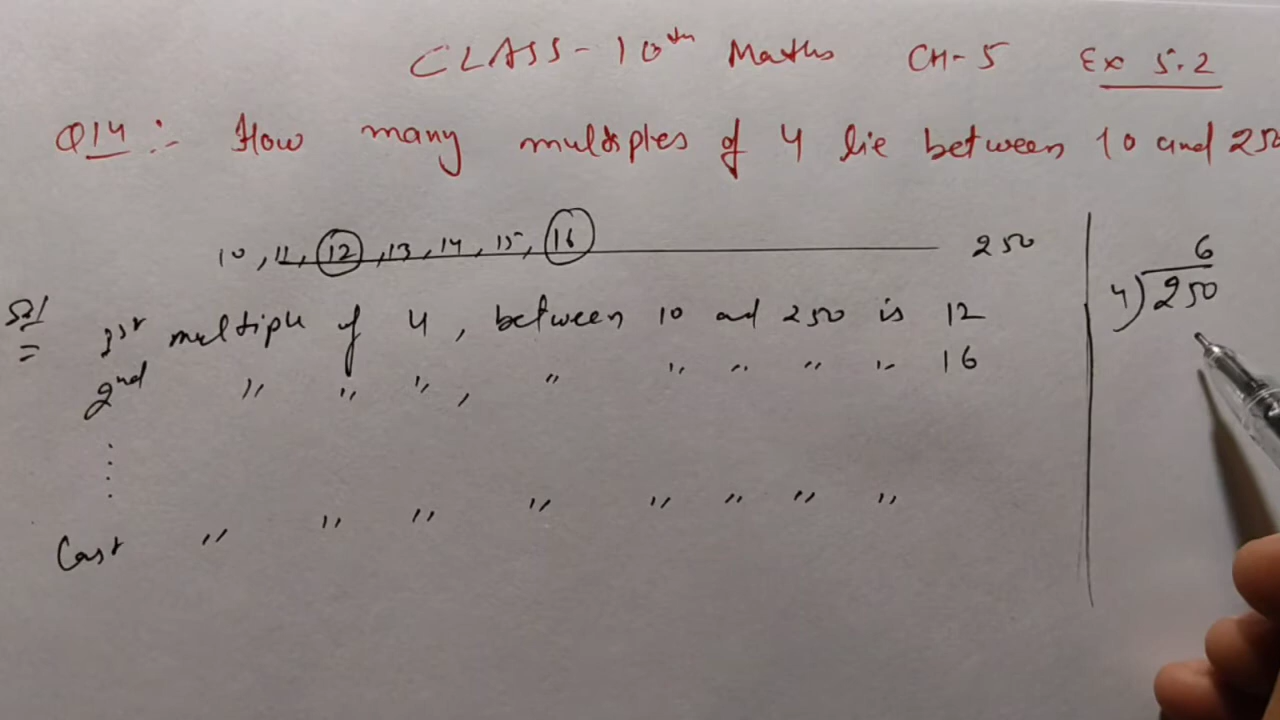 CLASS-10th Maths CH-5 Ex 5.2
Q14:- How many multiples of 4 lie between 10 and 250
10, 11, 12, 13, 14, 15, 16 250
Sol 1st multiple of 4, between 10 ad 250 is 12
2nd " " ", " " " " " 16
Last " " " " " " " "
6
4)250